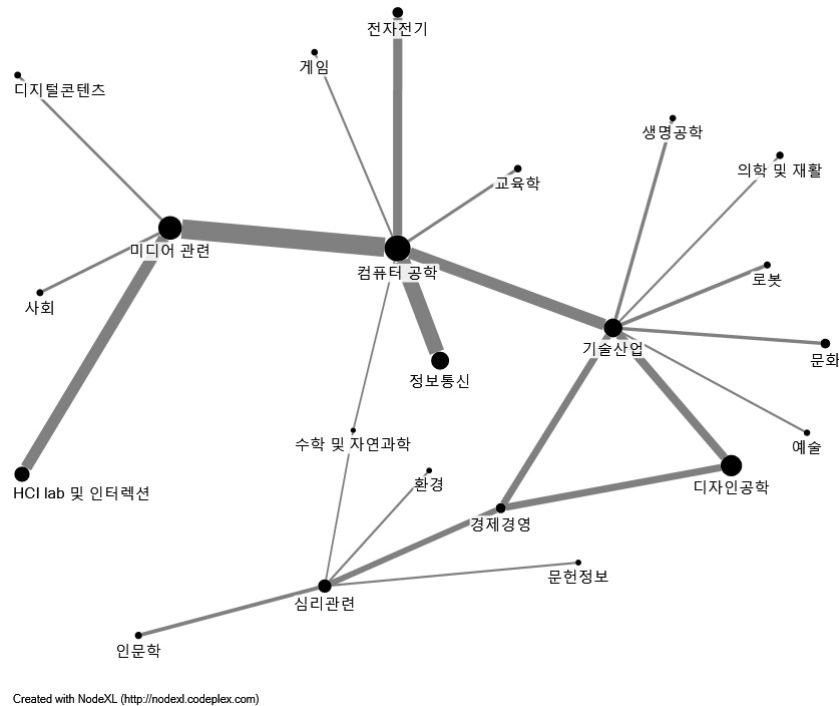 전자전기
게임
디지털콘텐츠
생명공학
의학 및 재활
교육학
미디어 관련
컴퓨터 공학
로봇
사회
기술산업
문화
정보통신
예술
수학 및 자연과학
환경
디자인공학
HCI lab 및 인터렉션
경제경영
문헌정보
심리관련
인문학
Created with NodeXL (http://nodexl.codeplex.com)